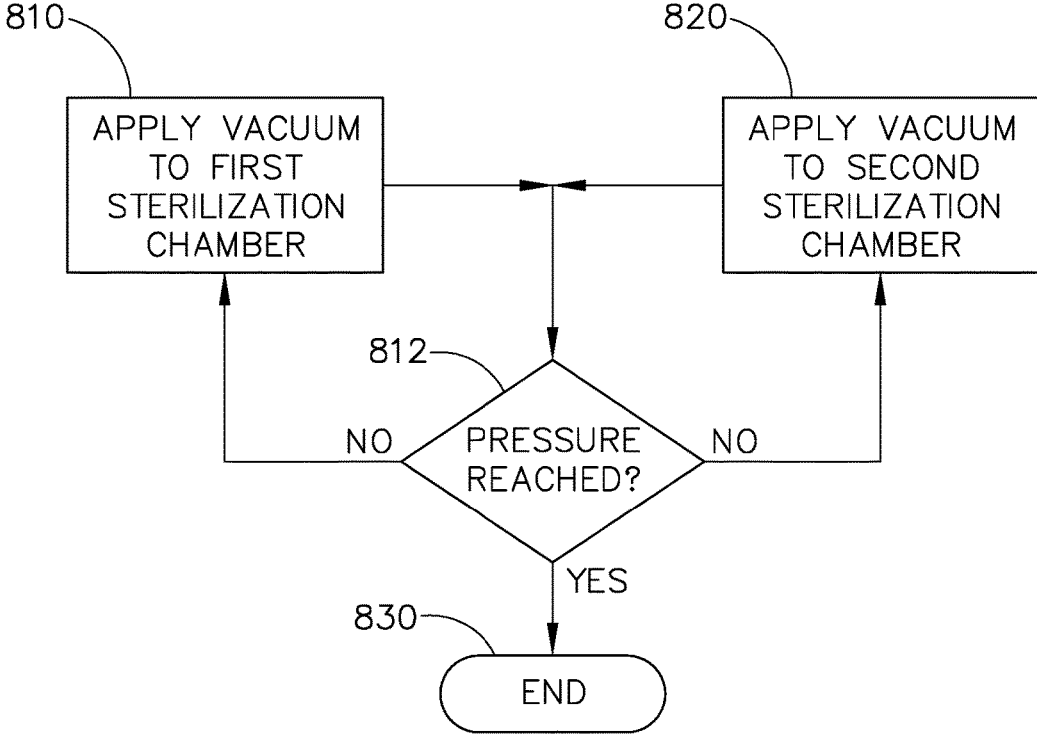 810
820
APPLY VACUUM
TO FIRST
STERILIZATION
CHAMBER
APPLY VACUUM
TO SECOND
STERILIZATION
CHAMBER
812
NO
PRESSURE
REACHED?
NO
YES
830
END